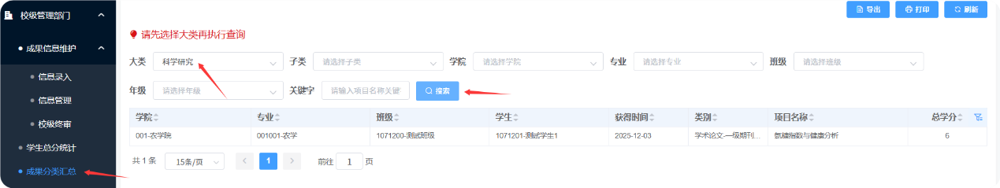 校级管理部门
成果信息维护
信息录入
信息管理
校级终审
学生总分统计
成果分类汇总
导出 打印 刷新
请先选择大类再执行查询
大类 科学研究 子类 请选择子类 学院 请选择学院 专业 请选择专业 班级 请选择班级
年级 请选择年级 关键字 请输入项目名称关键 搜索
学院 专业 班级 学生 获得时间 类别 项目名称 总学分
001-农学院 001001-农学 1071200-测试班级 1071201-测试学生1 2025-12-03 学术论文-一级期刊... 氨糖指数与健康分析 6
共 1 条 15条/页 1 前往 1 页